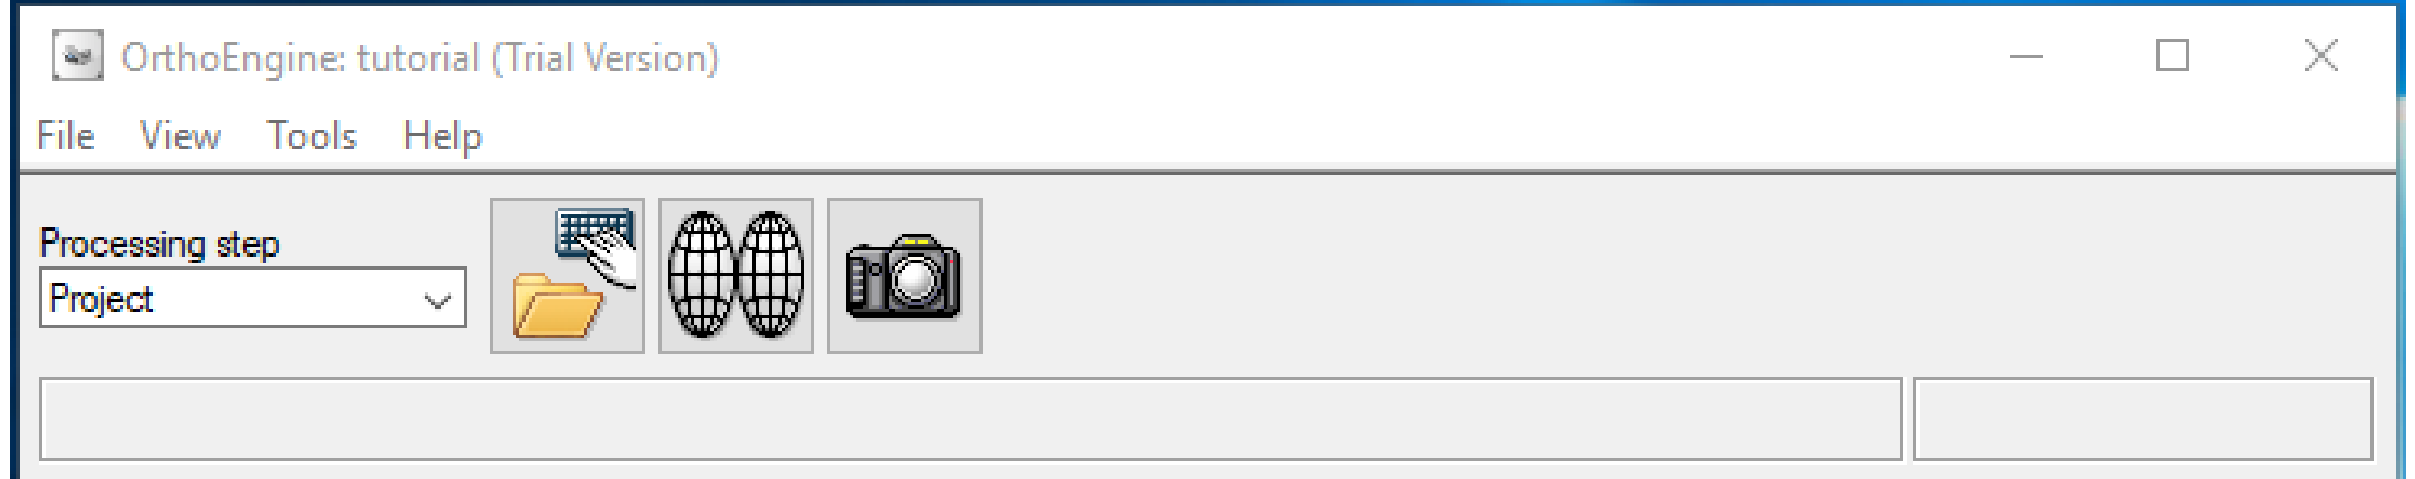 OrthoEngine: tutorial (Trial Version)
File View Tools Help
Processing step
Project